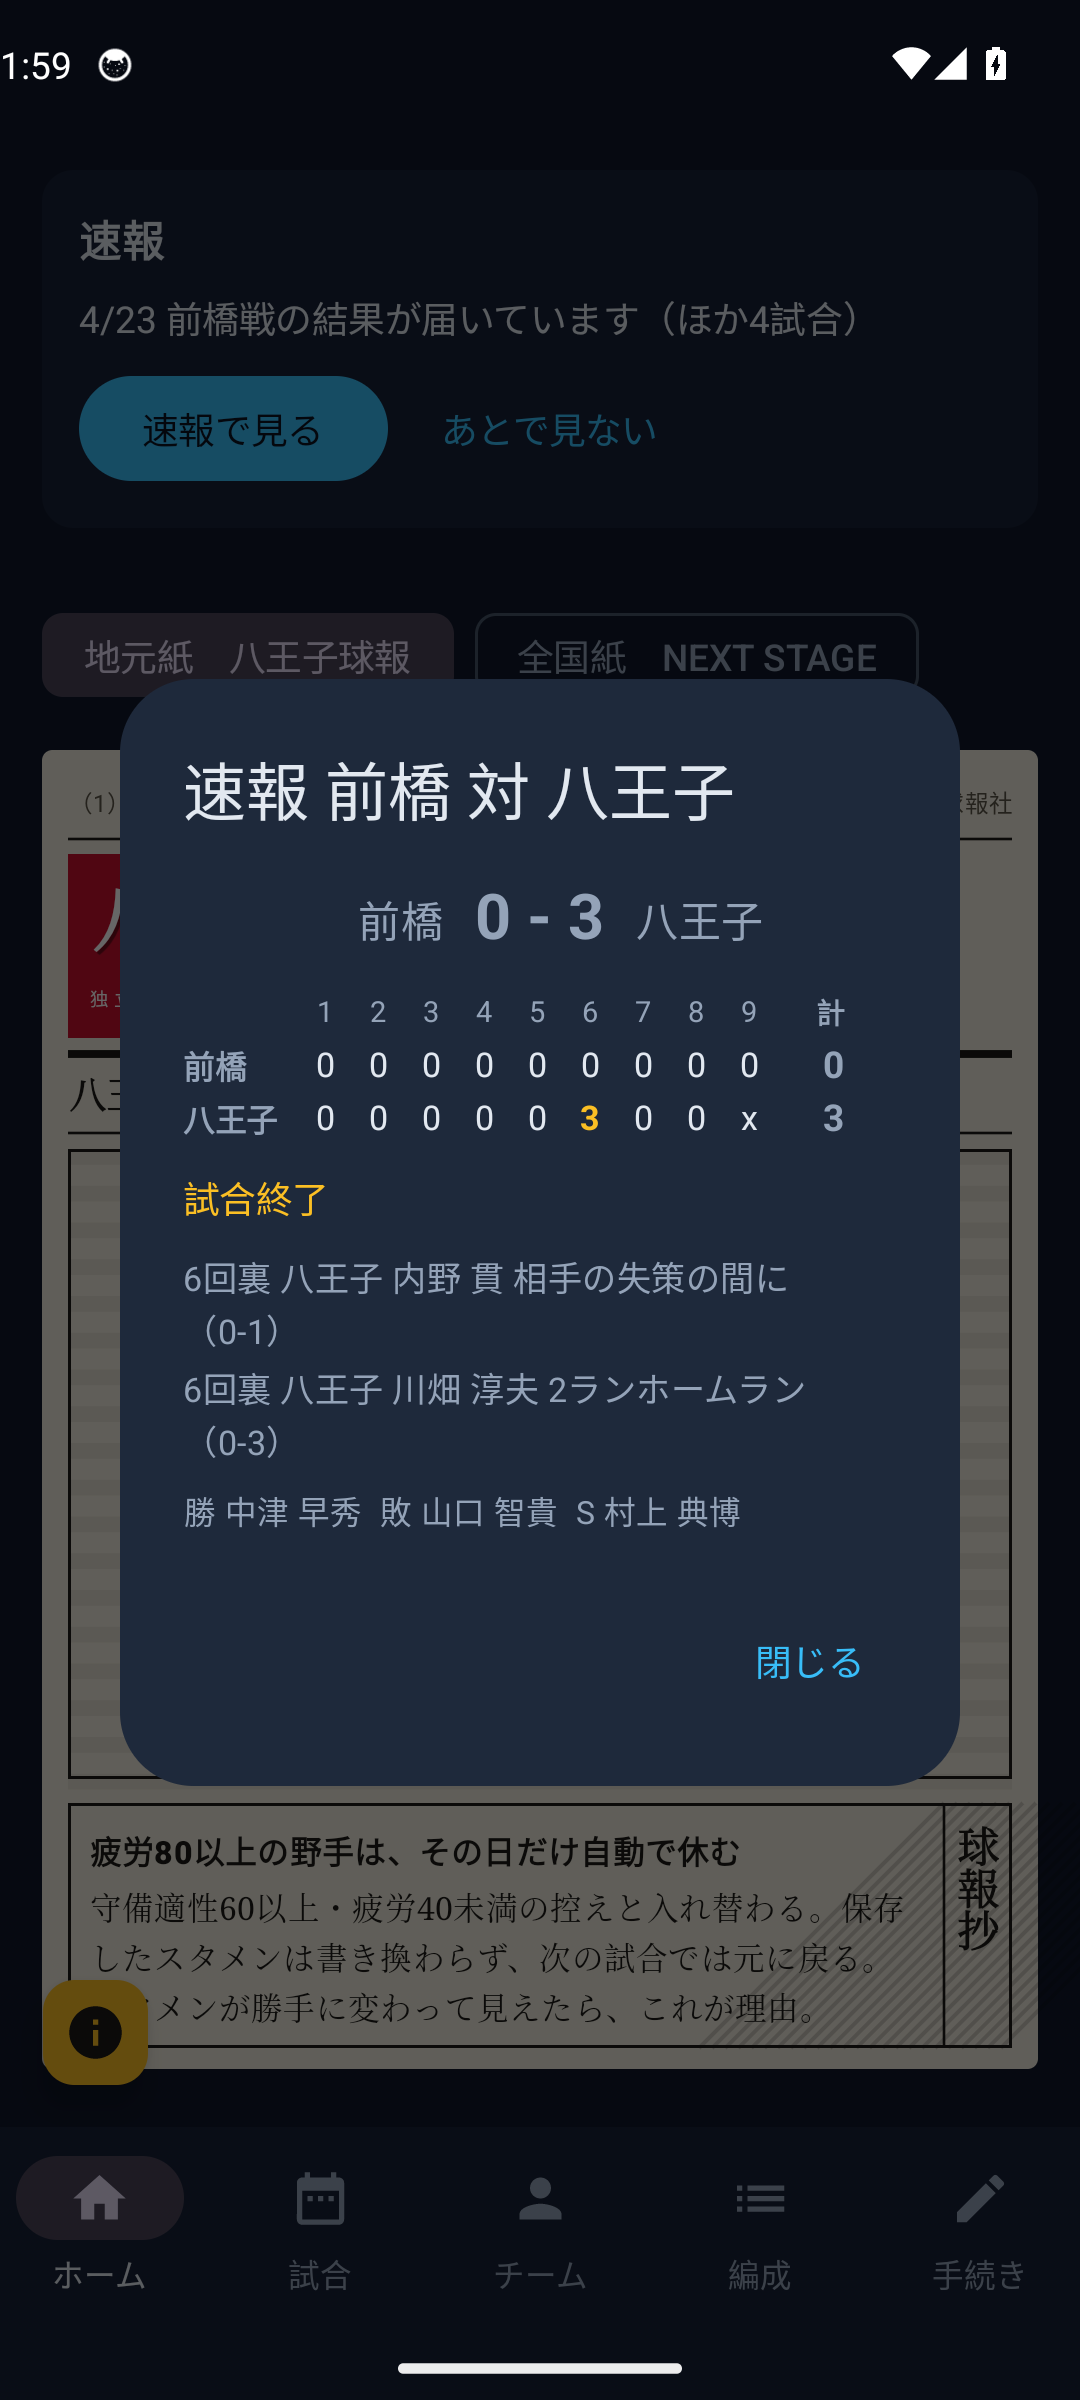 1:59
速報
4/23 前橋戦の結果が届いています（ほか4試合）
速報で見る
あとで見ない
地元紙 八王子球報
全国紙 NEXT STAGE
（1）
報社
独
速報 前橋 対 八王子
前橋 0 - 3 八王子
1 2 3 4 5 6 7 8 9 計
前橋 0 0 0 0 0 0 0 0 0 0
八王子 0 0 0 0 0 3 0 0 x 3
試合終了
6回裏 八王子 内野 貫 相手の失策の間に
（0-1）
6回裏 八王子 川畑 淳夫 2ランホームラン
（0-3）
勝 中津 早秀 敗 山口 智貴 S 村上 典博
閉じる
疲労80以上の野手は、その日だけ自動で休む
守備適性60以上・疲労40未満の控えと入れ替わる。保存
したスタメンは書き換わらず、次の試合では元に戻る。
メンが勝手に変わって見えたら、これが理由。
球報抄
ホーム
試合
チーム
編成
手続き